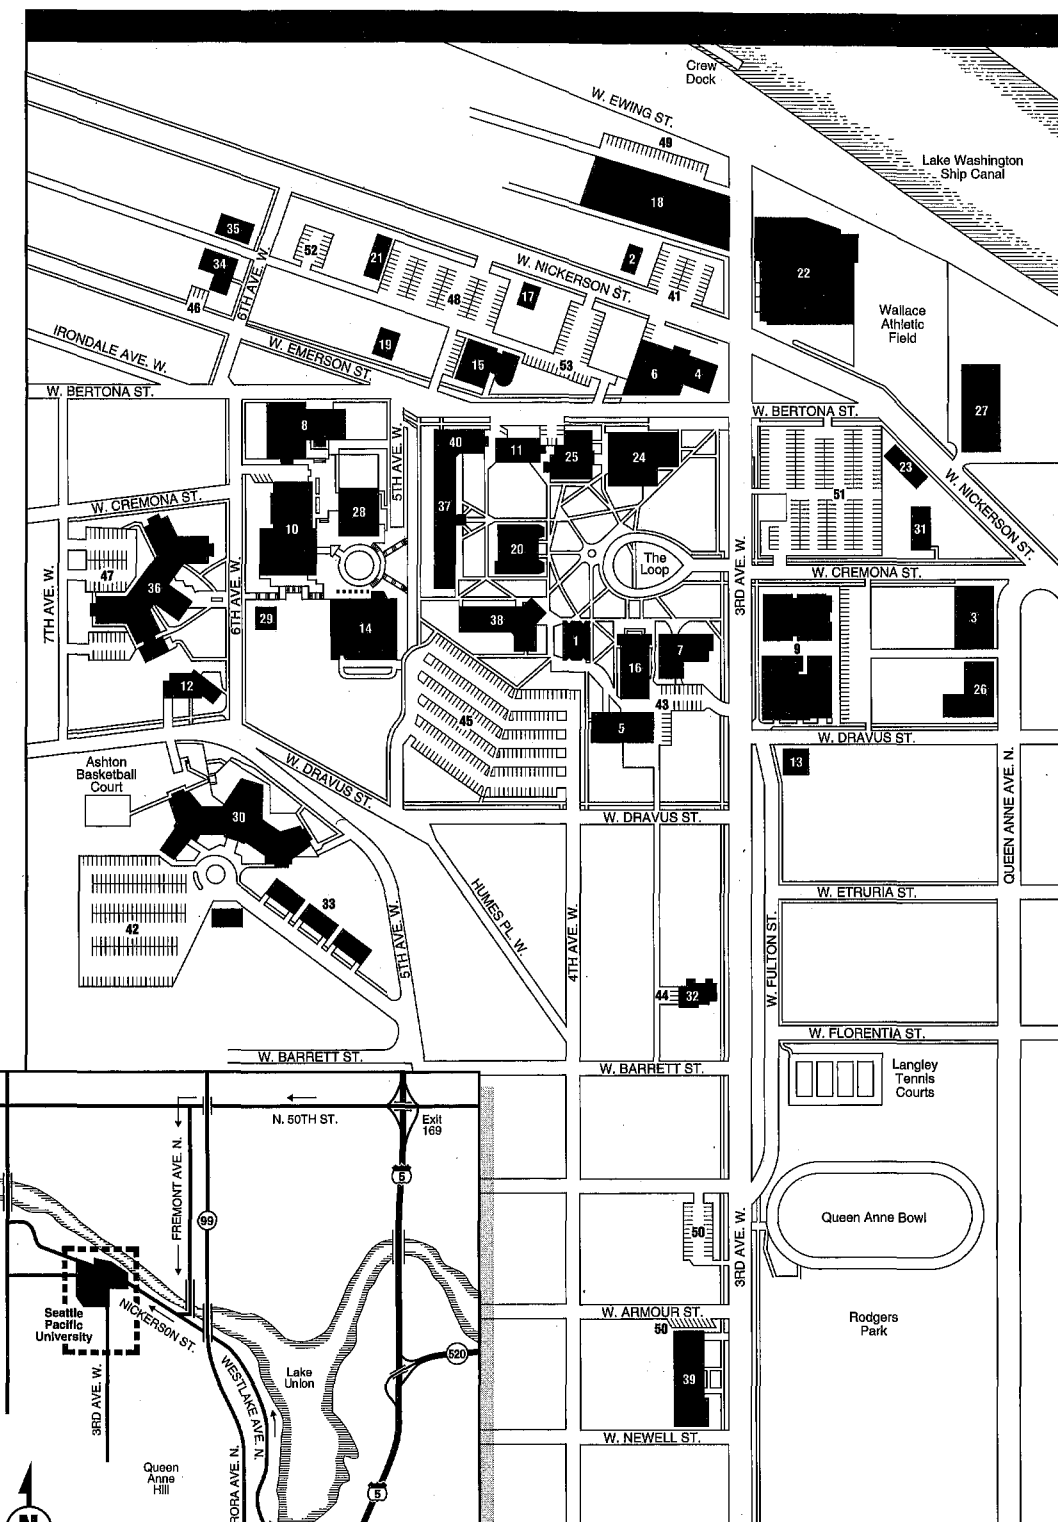 Crew
Dock
W. EWING ST.
49
Lake Washington
Ship Canal
18
35
52
21
2
W. NICKERSON ST.
34
6TH AVE. W.
22
48
17
41
46
Wallace
Athletic
Field
IRONDALE AVE. W.
W. EMERSON ST.
19
15
53
6
4
W. BERTONA ST.
W. BERTONA ST.
27
8
5TH AVE. W.
40
11
25
24
23
W. NICKERSON ST.
W. CREMONA ST.
10
28
37
51
31
20
The
Loop
3RD AVE. W.
W. CREMONA ST.
47
36
7TH AVE. W.
6TH AVE. W.
29
14
38
1
16
7
9
3
12
26
45
43
5
W. DRAVUS ST.
13
Ashton
Basketball
Court
W. DRAVUS ST.
QUEEN ANNE AVE. N.
30
W. DRAVUS ST.
HUMES PL. W.
W. ETRURIA ST.
33
42
5TH AVE. W.
4TH AVE. W.
W. FULTON ST.
44
32
W. FLORENTIA ST.
W. BARRETT ST.
W. BARRETT ST.
Langley
Tennis
Courts
N. 50TH ST.
Exit
169
5
FREMONT AVE. N.
99
Queen Anne Bowl
50
3RD AVE. W.
Seattle
Pacific
University
NICKERSON ST.
W. ARMOUR ST.
50
Rodgers
Park
520
Lake
Union
WESTLAKE AVE. N.
39
3RD AVE. W.
W. NEWELL ST.
Queen
Anne
Hill
5
N